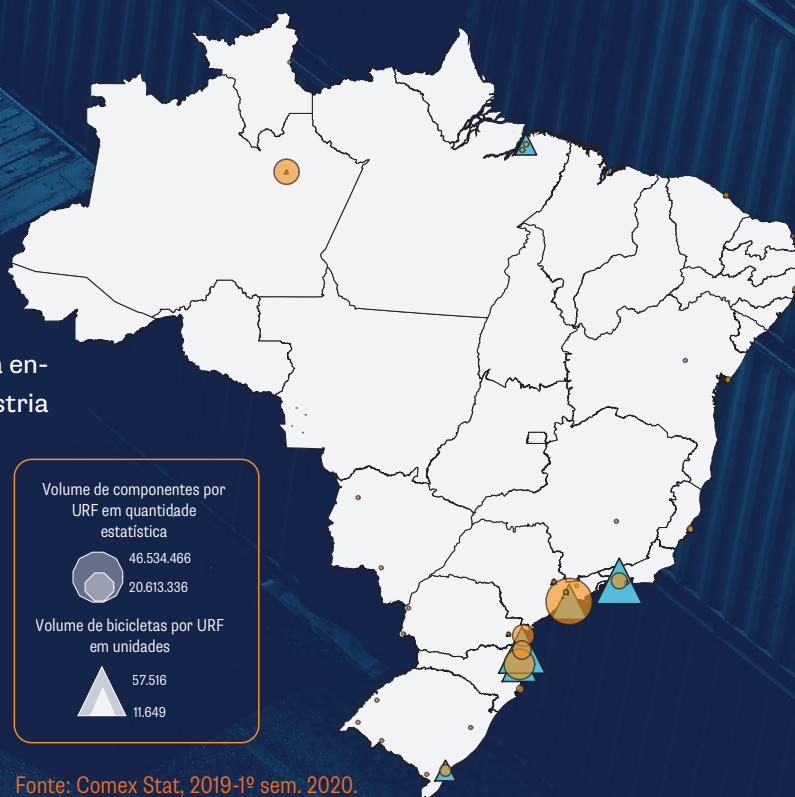 a en-
stria
Volume de componentes por
URF em quantidade
estatística
46.534.466
20.613.336
Volume de bicicletas por URF
em unidades
57.516
11.649
Fonte: Comex Stat, 2019-1º sem. 2020.